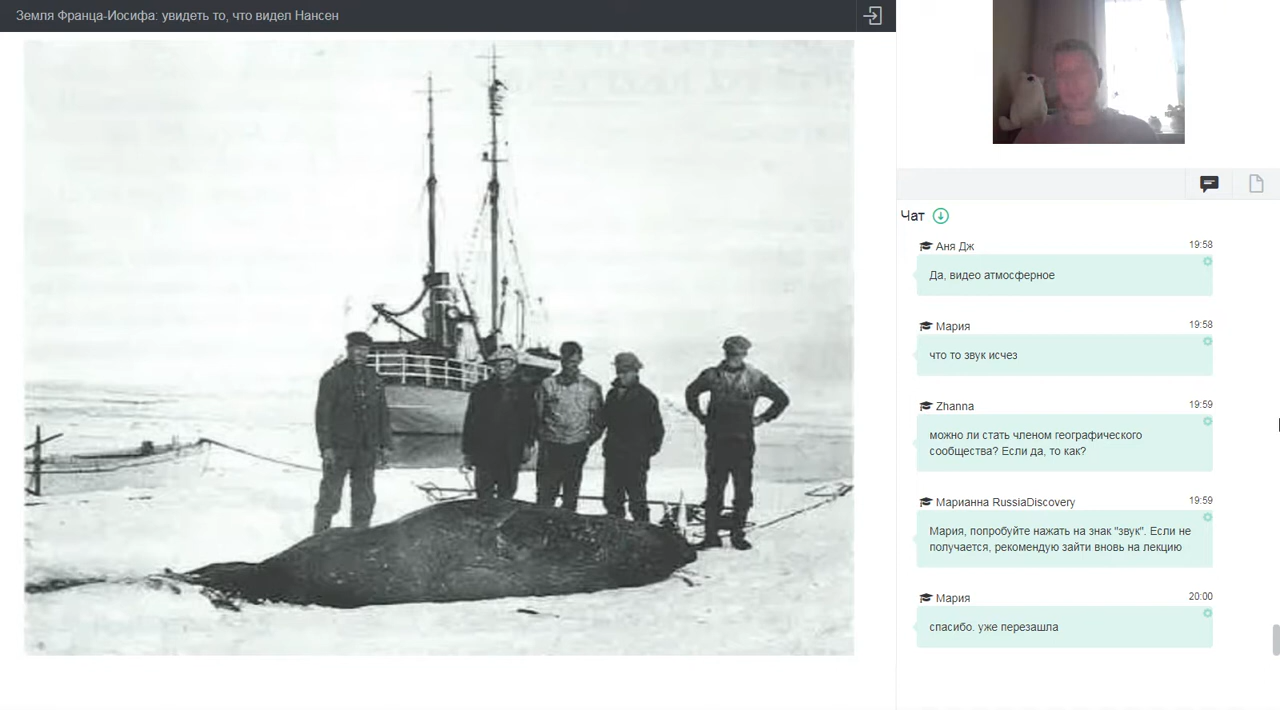 Земля Франца-Иосифа: увидеть то, что видел Нансен
Чат
Аня Дж 19:58
Да, видео атмосферное
Мария 19:58
что то звук исчез
Zhanna 19:59
можно ли стать членом географического
сообщества? Если да, то как?
Марианна RussiaDiscovery 19:59
Мария, попробуйте нажать на знак "звук". Если не
получается, рекомендую зайти вновь на лекцию
Мария 20:00
спасибо. уже перезашла